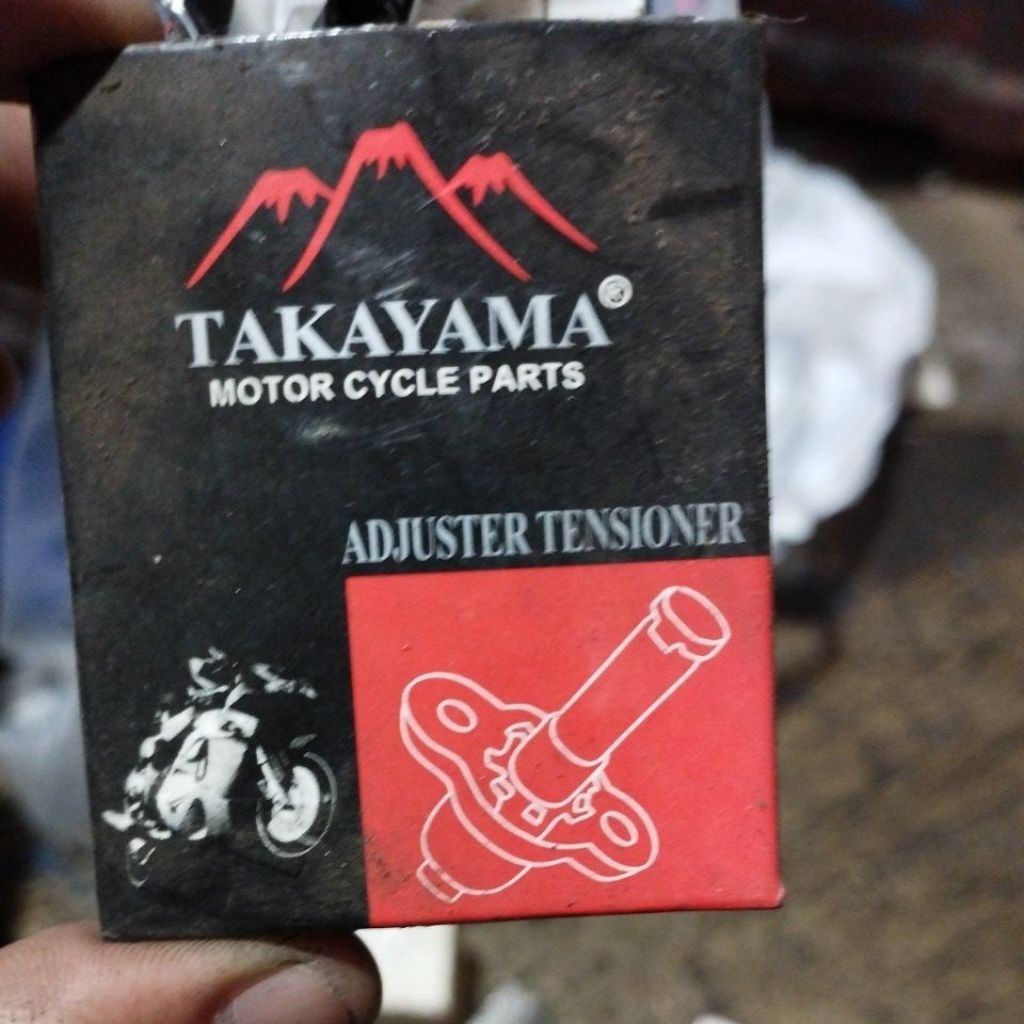 TAKAYAMA®
MOTOR CYCLE PARTS
ADJUSTER TENSIONER